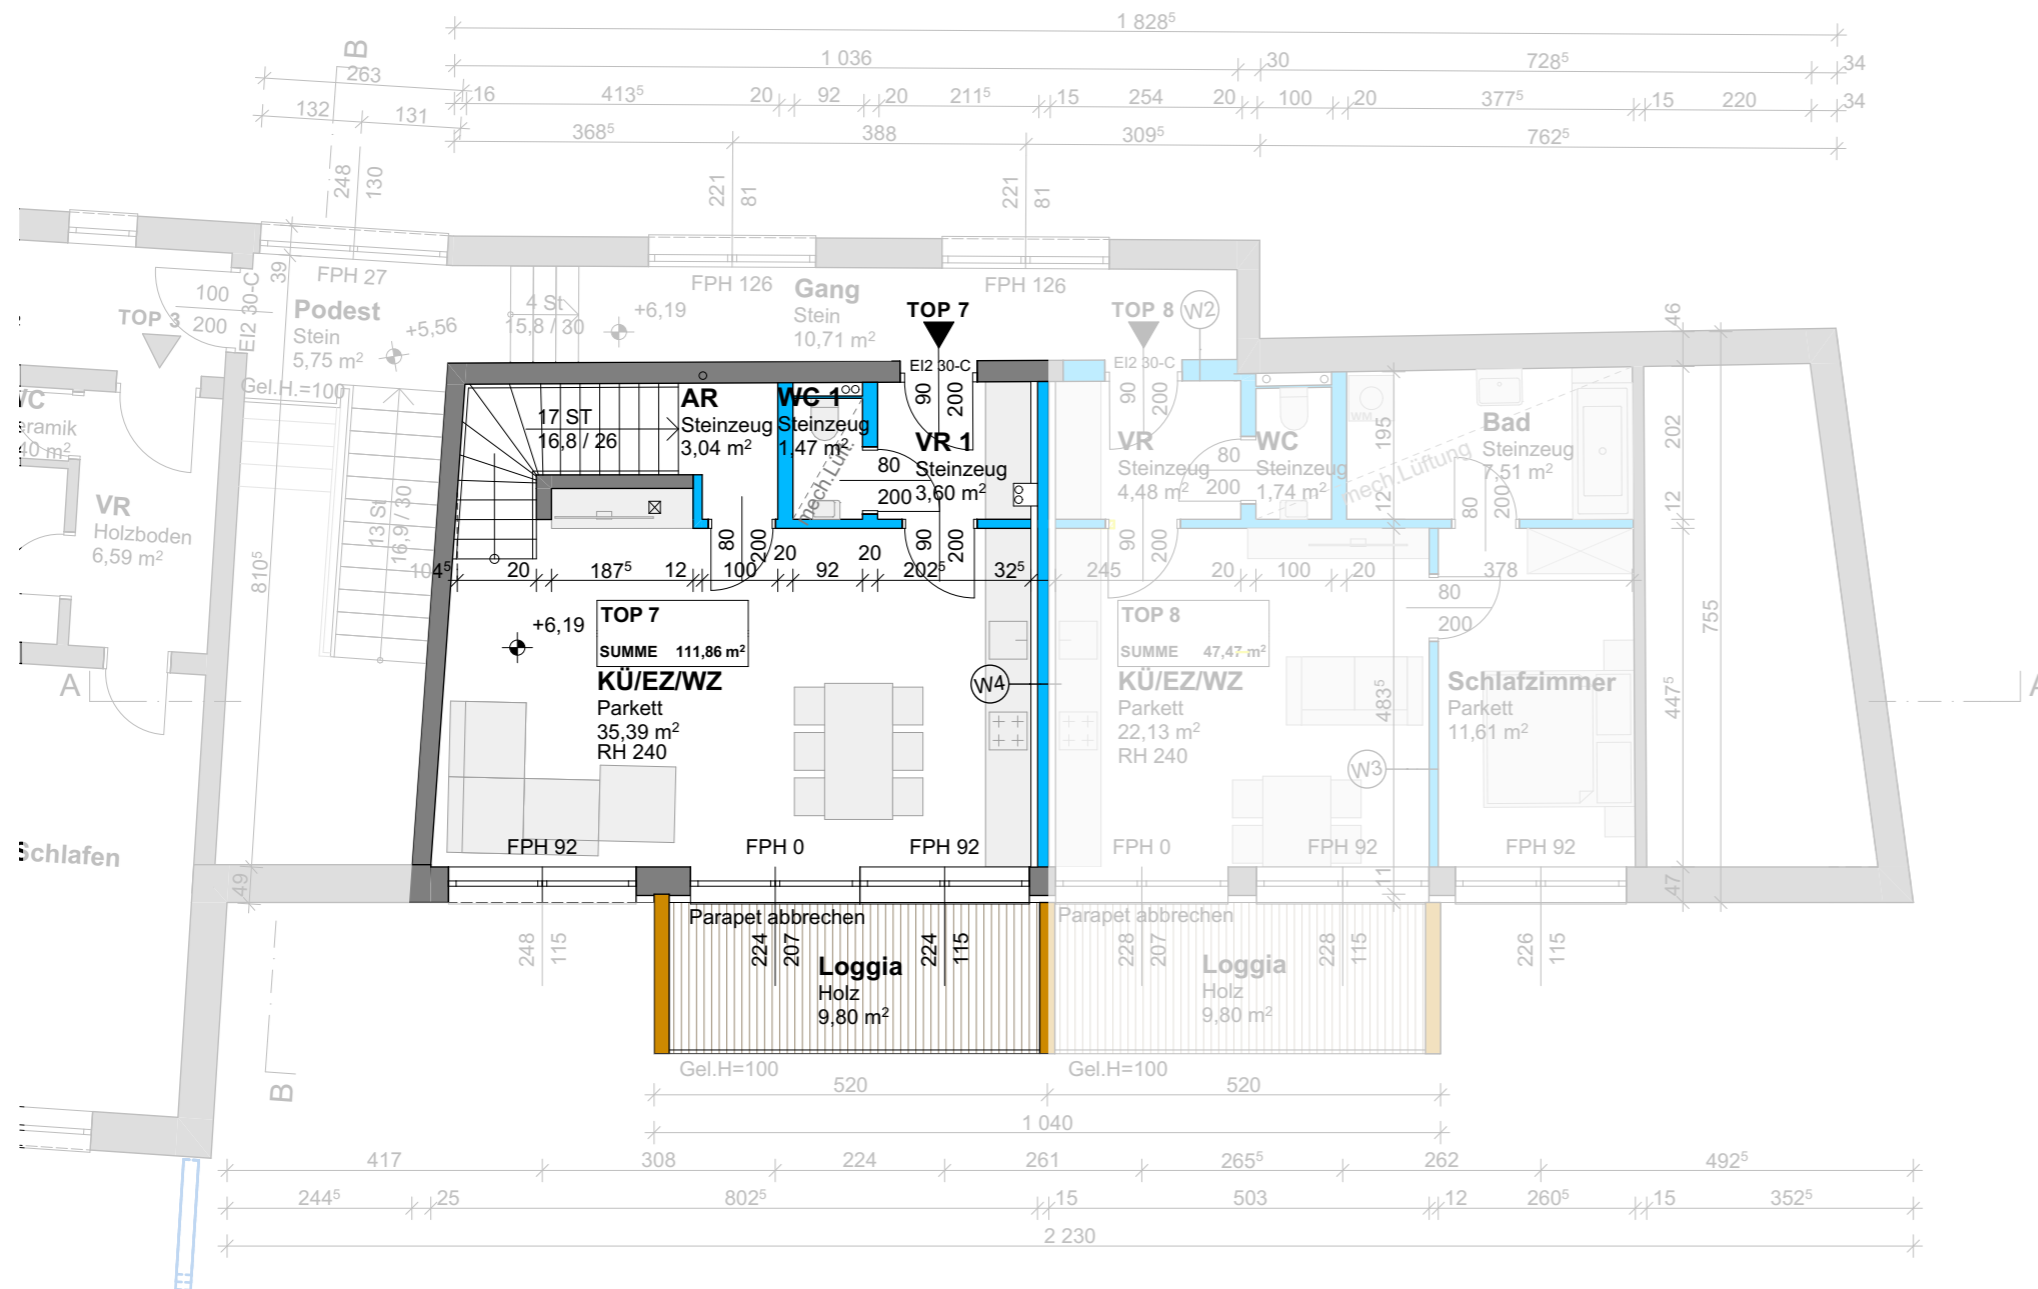 1 828⁵
B
263
1 036
30
728⁵
34
132
131
16
413⁵
20
92
20
211⁵
15
254
20
100
20
377⁵
15
220
34
368⁵
388
309⁵
762⁵
248
130
221
81
221
81
39
FPH 27
FPH 126
FPH 126
100
200
EI2 30-C
TOP 3
Podest
Stein
5,75 m²
+5,56
4 St
15,8 / 30
+6,19
Gang
Stein
10,71 m²
TOP 7
TOP 8
W2
46
EI2 30-C
EI2 30-C
Gel.H.=100
17 ST
16,8 / 26
AR
Steinzeug
3,04 m²
WC 1
Steinzeug
1,47 m²
mech.Lüft.
90
200
VR 1
Steinzeug
3,60 m²
80
200
90
200
VR
Steinzeug
4,48 m²
80
200
WC
Steinzeug
1,74 m²
WM
195
mech.Lüftung
Bad
Steinzeug
7,51 m²
202
12
12
80
200
VR
Holzboden
6,59 m²
13 St
16,9 / 30
810⁵
80
200
90
200
90
200
104⁵
20
187⁵
12
100
20
92
20
202⁵
32⁵
245
20
100
20
378
80
200
755
+6,19
TOP 7
SUMME 111,86 m²
KÜ/EZ/WZ
Parkett
35,39 m²
RH 240
W4
TOP 8
SUMME 47,47 m²
KÜ/EZ/WZ
Parkett
22,13 m²
RH 240
483⁵
W3
Schlafzimmer
Parkett
11,61 m²
447⁵
A
A
Schlafen
FPH 92
FPH 0
FPH 92
FPH 0
FPH 92
FPH 92
49
11
47
Parapet abbrechen
Parapet abbrechen
248
115
224
207
224
115
228
207
228
115
226
115
Loggia
Holz
9,80 m²
Loggia
Holz
9,80 m²
B
Gel.H=100
Gel.H=100
520
520
1 040
417
308
224
261
265⁵
262
492⁵
244⁵
25
802⁵
15
503
12
260⁵
15
352⁵
2 230